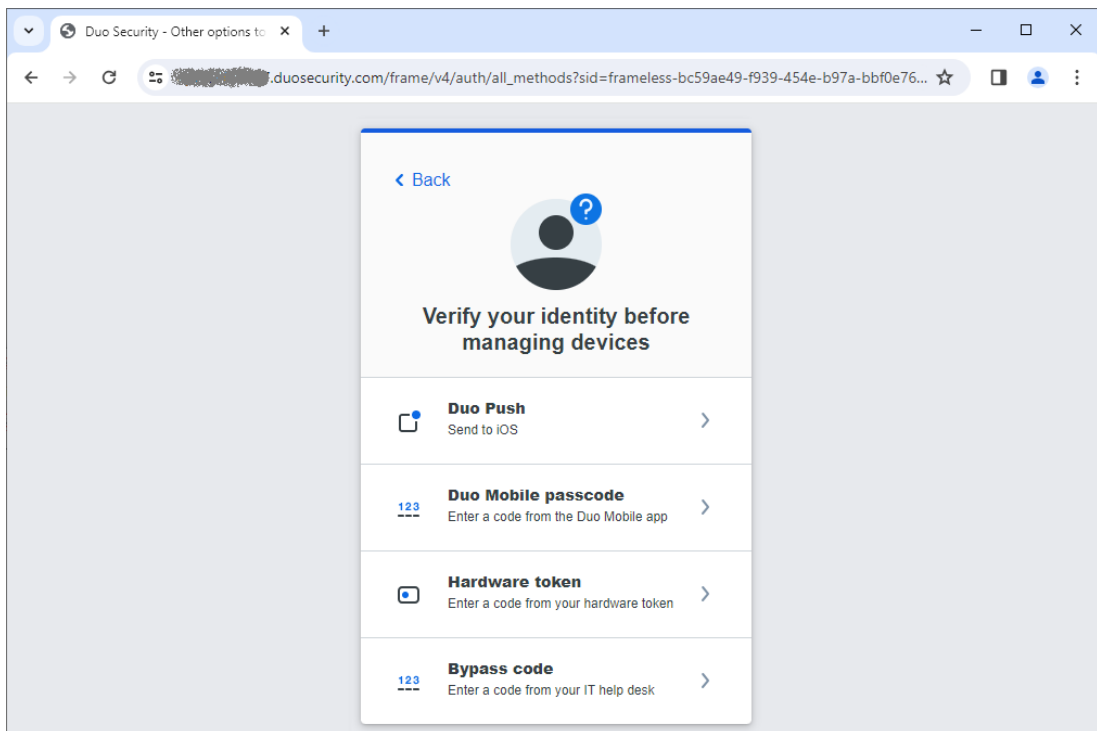 Duo Security - Other options to
.duosecurity.com/frame/v4/auth/all_methods?sid=frameless-bc59ae49-f939-454e-b97a-bbf0e76...
Back
?
Verify your identity before
managing devices
Duo Push
Send to iOS
123
Duo Mobile passcode
Enter a code from the Duo Mobile app
Hardware token
Enter a code from your hardware token
123
Bypass code
Enter a code from your IT help desk